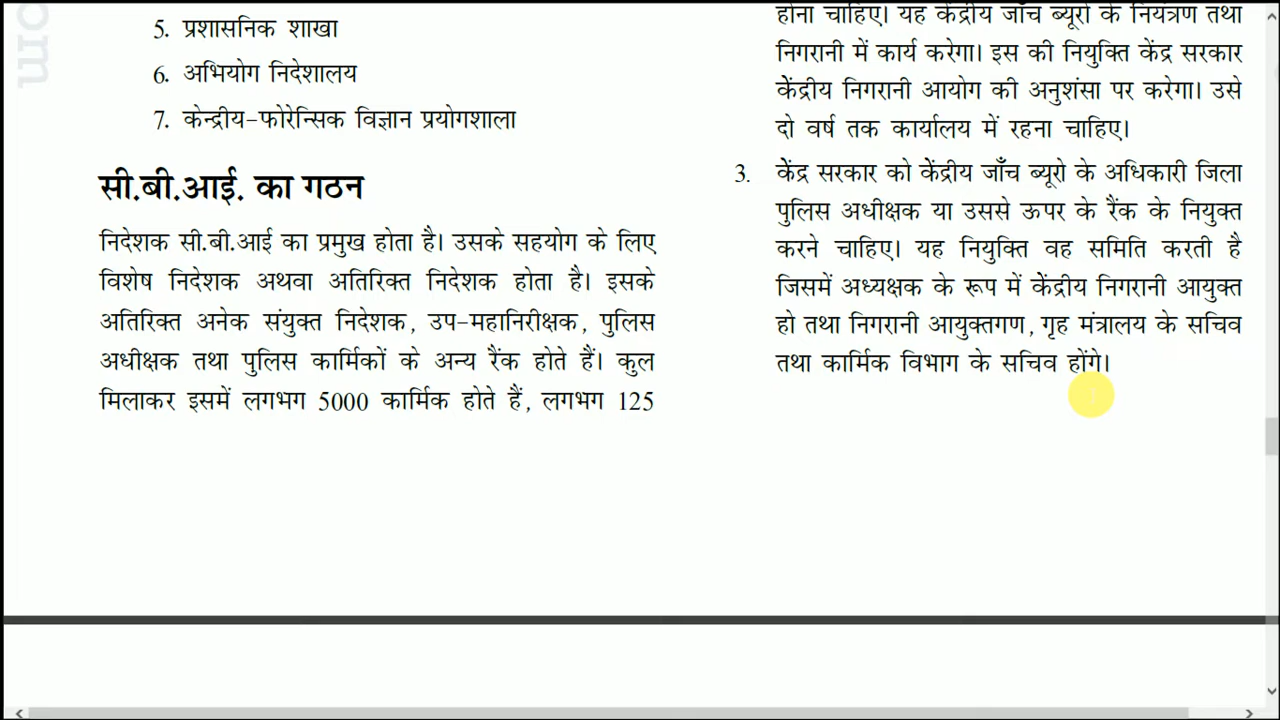 5. प्रशासनिक शाखा
6. अभियोग निदेशालय
7. केन्द्रीय-फोरेन्सिक विज्ञान प्रयोगशाला
सी.बी.आई. का गठन
निदेशक सी.बी.आई का प्रमुख होता है। उसके सहयोग के लिए
विशेष निदेशक अथवा अतिरिक्त निदेशक होता है। इसके
अतिरिक्त अनेक संयुक्त निदेशक, उप-महानिरीक्षक, पुलिस
अधीक्षक तथा पुलिस कार्मिकों के अन्य रैंक होते हैं। कुल
मिलाकर इसमें लगभग 5000 कार्मिक होते हैं, लगभग 125
होना चाहिए। यह केंद्रीय जाँच ब्यूरो के नियंत्रण तथा
निगरानी में कार्य करेगा। इस की नियुक्ति केंद्र सरकार
केंद्रीय निगरानी आयोग की अनुशंसा पर करेगा। उसे
दो वर्ष तक कार्यालय में रहना चाहिए।
3. केंद्र सरकार को केंद्रीय जाँच ब्यूरो के अधिकारी जिला
पुलिस अधीक्षक या उससे ऊपर के रैंक के नियुक्त
करने चाहिए। यह नियुक्ति वह समिति करती है
जिसमें अध्यक्षक के रूप में केंद्रीय निगरानी आयुक्त
हो तथा निगरानी आयुक्तगण, गृह मंत्रालय के सचिव
तथा कार्मिक विभाग के सचिव होंगे।
om